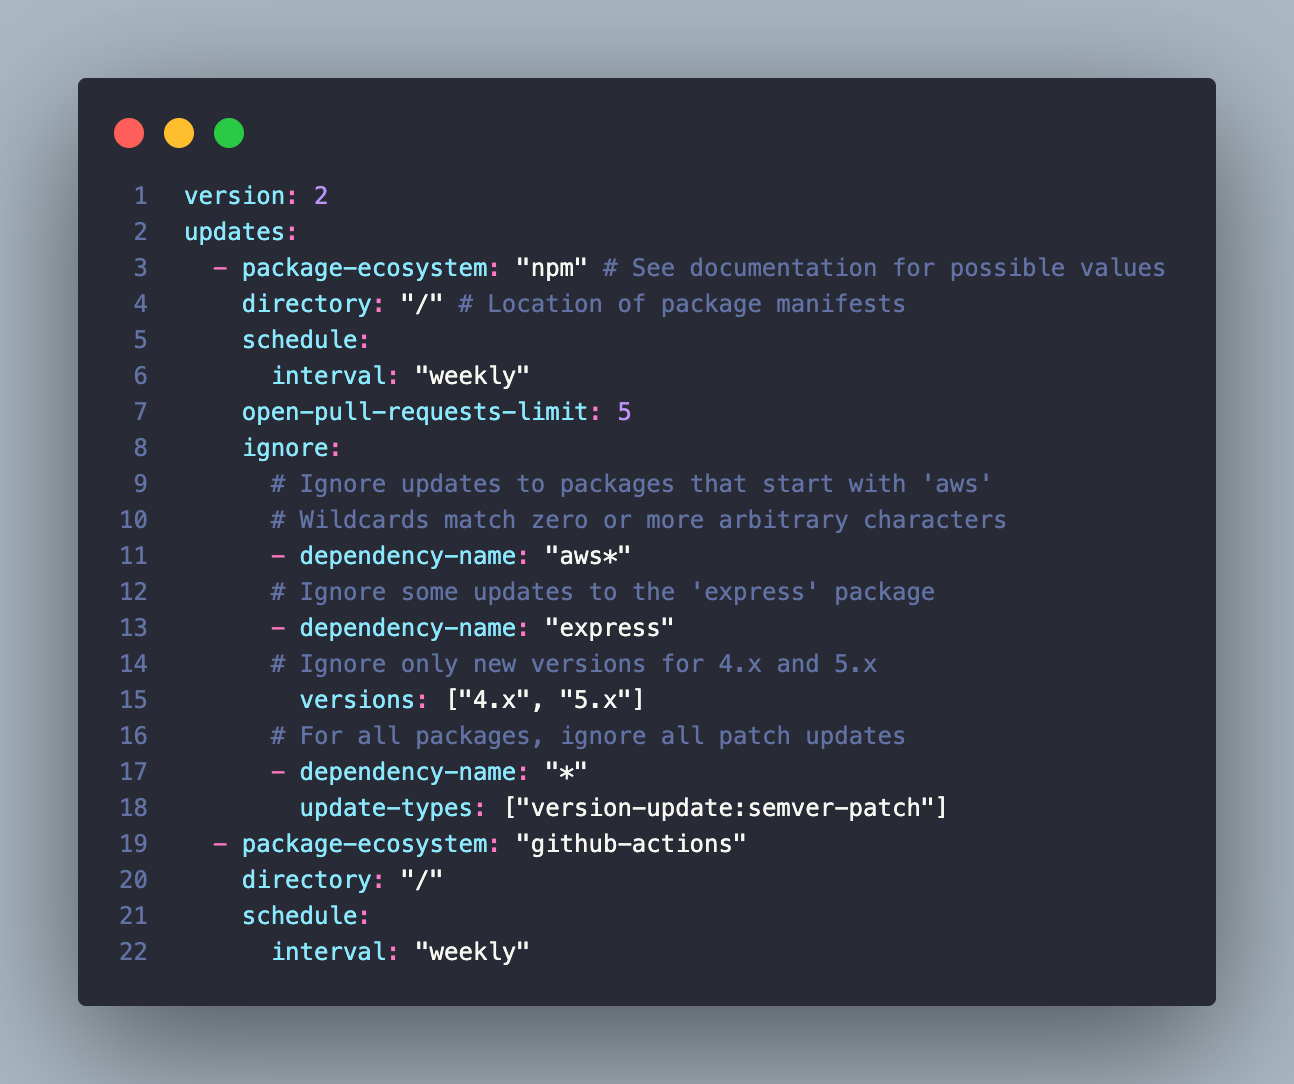 1 version: 2
2 updates:
3   - package-ecosystem: "npm" # See documentation for possible values
4     directory: "/" # Location of package manifests
5     schedule:
6       interval: "weekly"
7     open-pull-requests-limit: 5
8     ignore:
9       # Ignore updates to packages that start with 'aws'
10       # Wildcards match zero or more arbitrary characters
11       - dependency-name: "aws*"
12       # Ignore some updates to the 'express' package
13       - dependency-name: "express"
14       # Ignore only new versions for 4.x and 5.x
15         versions: ["4.x", "5.x"]
16       # For all packages, ignore all patch updates
17       - dependency-name: "*"
18         update-types: ["version-update:semver-patch"]
19   - package-ecosystem: "github-actions"
20     directory: "/"
21     schedule:
22       interval: "weekly"